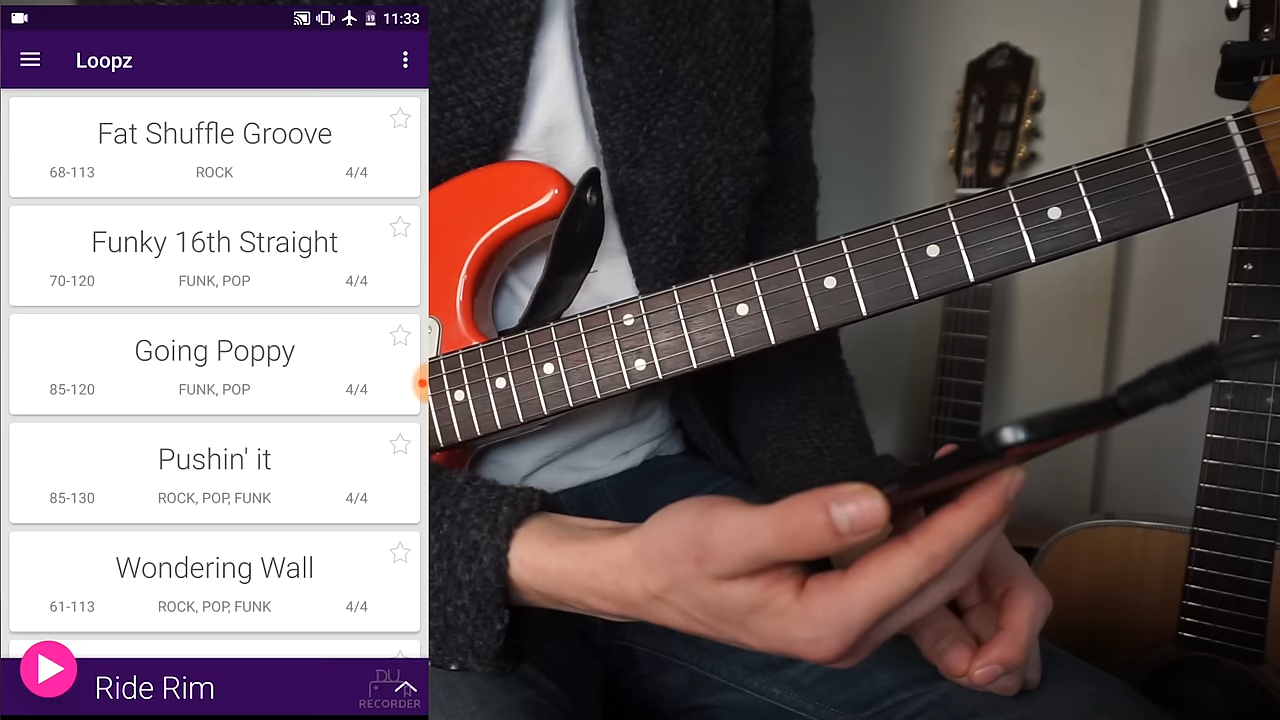 11:33
Loopz
Fat Shuffle Groove
68-113 ROCK 4/4
Funky 16th Straight
70-120 FUNK, POP 4/4
Going Poppy
85-120 FUNK, POP 4/4
Pushin' it
85-130 ROCK, POP, FUNK 4/4
Wondering Wall
61-113 ROCK, POP, FUNK 4/4
Ride Rim
DU
RECORDER